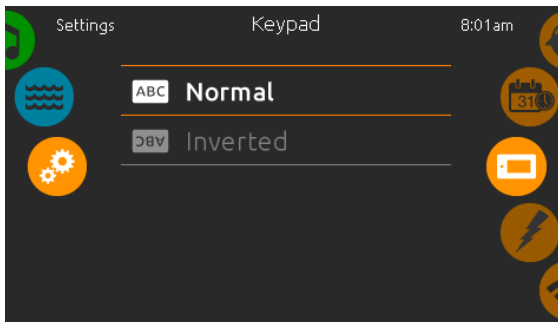 Settings
Keypad
8:01am
ABC Normal
31
ABC Inverted